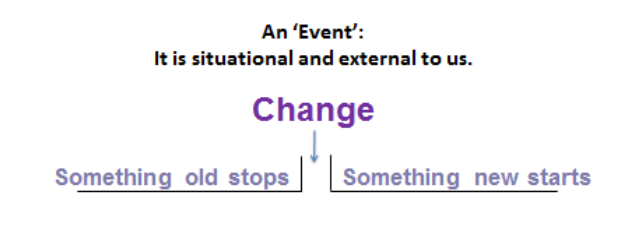 An ‘Event’:
It is situational and external to us.
Change
Something old stops
Something new starts